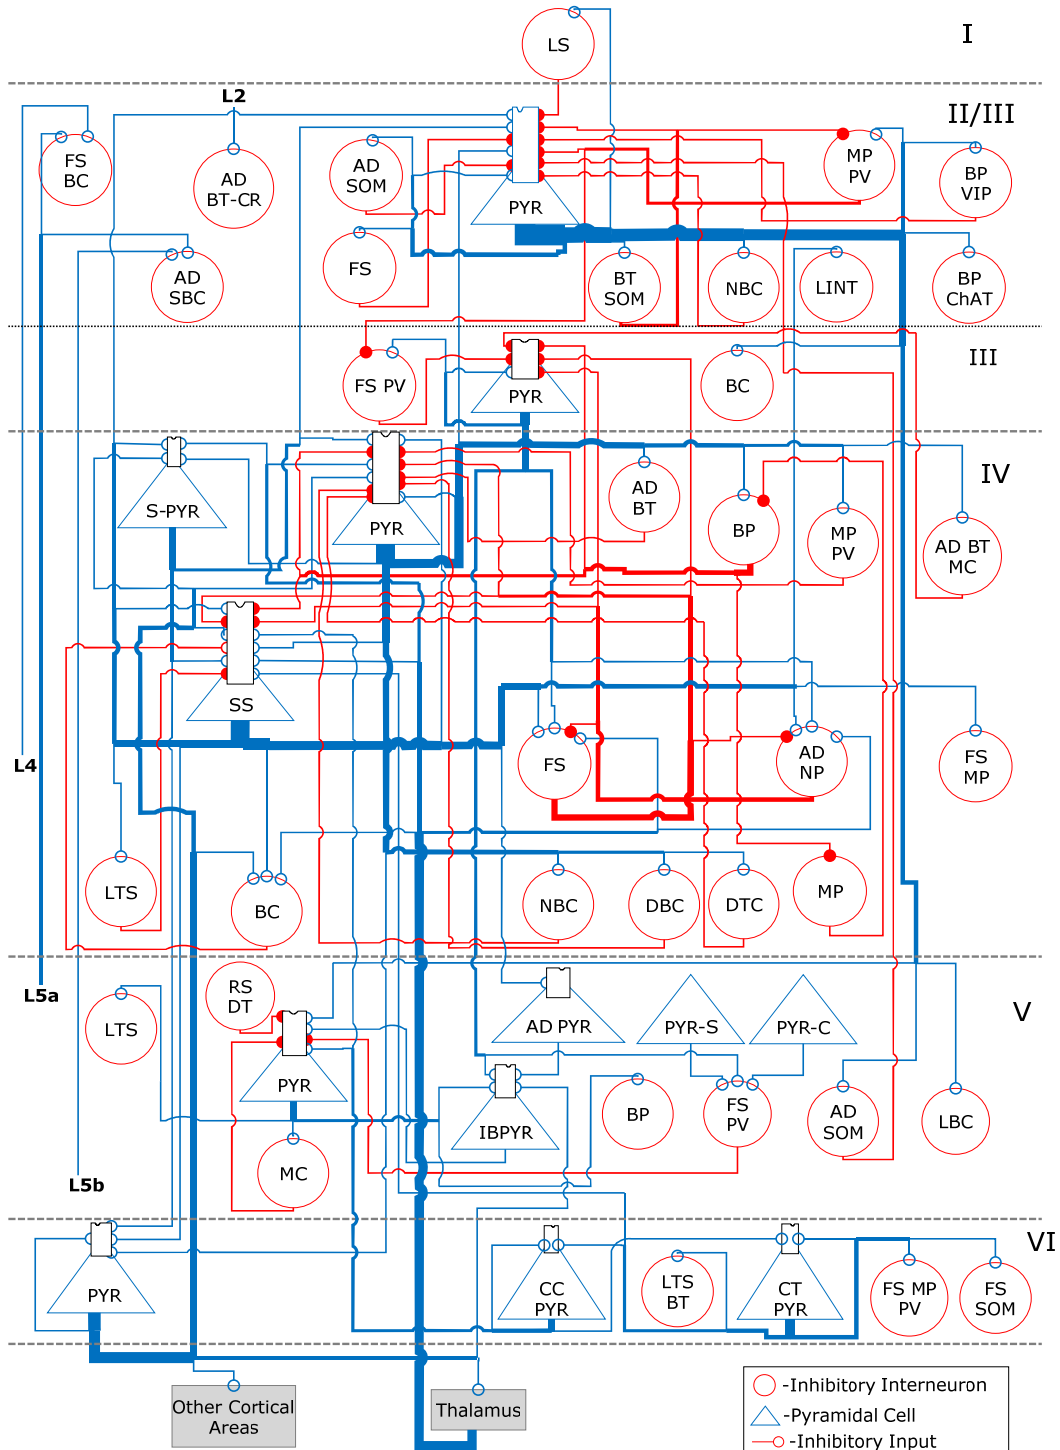 I
LS
L2
II/III
FS
BC
AD
BT-CR
AD
SOM
PYR
MP
PV
BP
VIP
AD
SBC
FS
BT
SOM
NBC
LINT
BP
ChAT
III
FS PV
PYR
BC
IV
S-PYR
PYR
AD
BT
BP
MP
PV
AD BT
MC
SS
L4
FS
AD
NP
FS
MP
LTS
BC
NBC
DBC
DTC
MP
L5a
RS
DT
V
LTS
AD PYR
PYR-S
PYR-C
PYR
IBPYR
BP
FS
PV
AD
SOM
LBC
MC
L5b
VI
PYR
CC
PYR
LTS
BT
CT
PYR
FS MP
PV
FS
SOM
Other Cortical
Areas
Thalamus
-Inhibitory Interneuron
-Pyramidal Cell
-Inhibitory Input